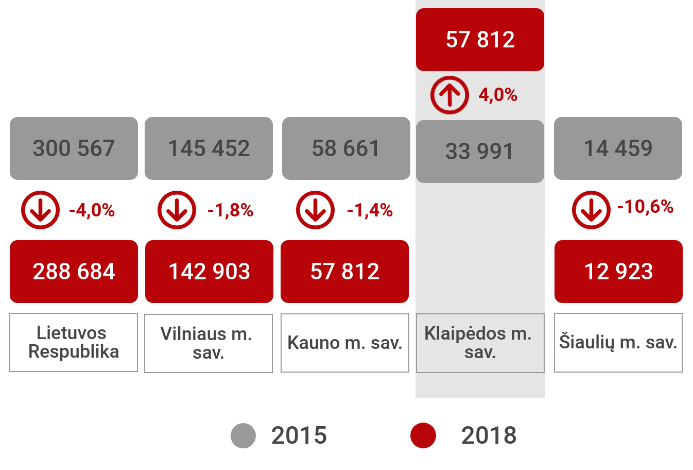 57 812
4,0%
300 567
145 452
58 661
33 991
14 459
-4,0%
-1,8%
-1,4%
-10,6%
288 684
142 903
57 812
12 923
Lietuvos
Respublika
Vilniaus m.
sav.
Kauno m. sav.
Klaipėdos m.
sav.
Šiaulių m. sav.
2015
2018